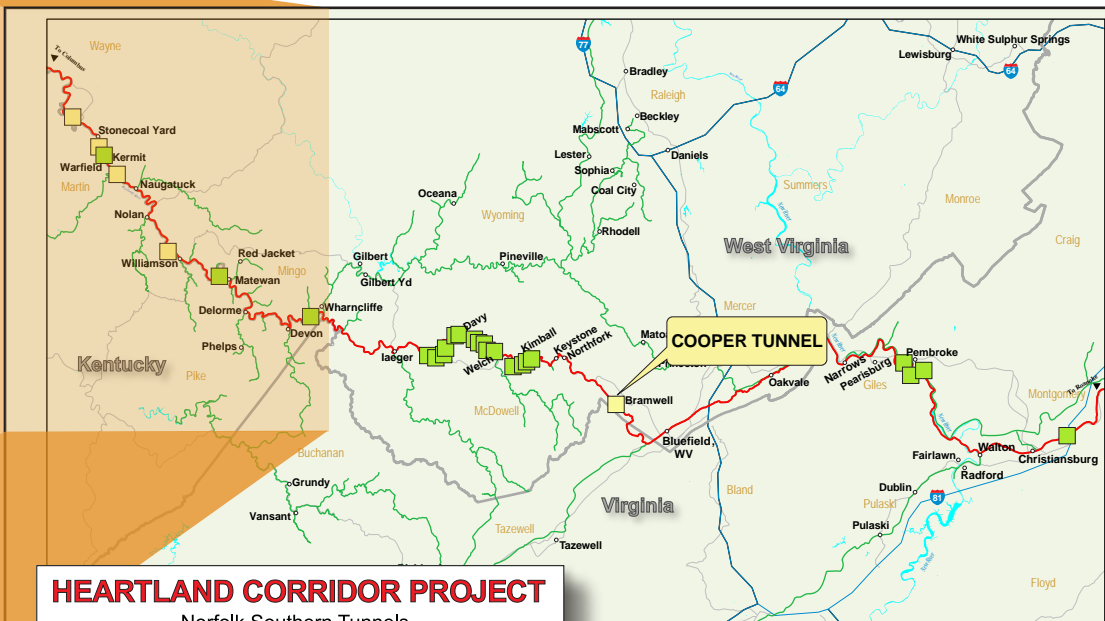 To Columbus
Wayne
Stonecoal Yard
Kermit
Warfield
Martin
Naugatuck
Nolan
Williamson
Red Jacket
Mingo
Matewan
Delorme
Phelps
Devon
Wharncliffe
Kentucky
Pike
Gilbert
Gilbert Yd
Oceana
Wyoming
Pineville
Iaeger
Davy
Welch
Kimball
Keystone
Northfork
McDowell
77
Bradley
Raleigh
Beckley
Mabscott
Lester
Sophia
Coal City
Daniels
Rhodell
64
Lewisburg
White Sulphur Springs
64
Summers
Monroe
Craig
West Virginia
Mercer
COOPER TUNNEL
Bramwell
Oakvale
Bluefield,
WV
Narrows
Pearisburg
Giles
Pembroke
Montgomery
To Roanoke
Walton
Christiansburg
Fairlawn
Radford
Dublin
81
Pulaski
Pulaski
Bland
Virginia
Floyd
Buchanan
Grundy
Vansant
Tazewell
Tazewell
HEARTLAND CORRIDOR PROJECT
Norfolk Southern Tunnels